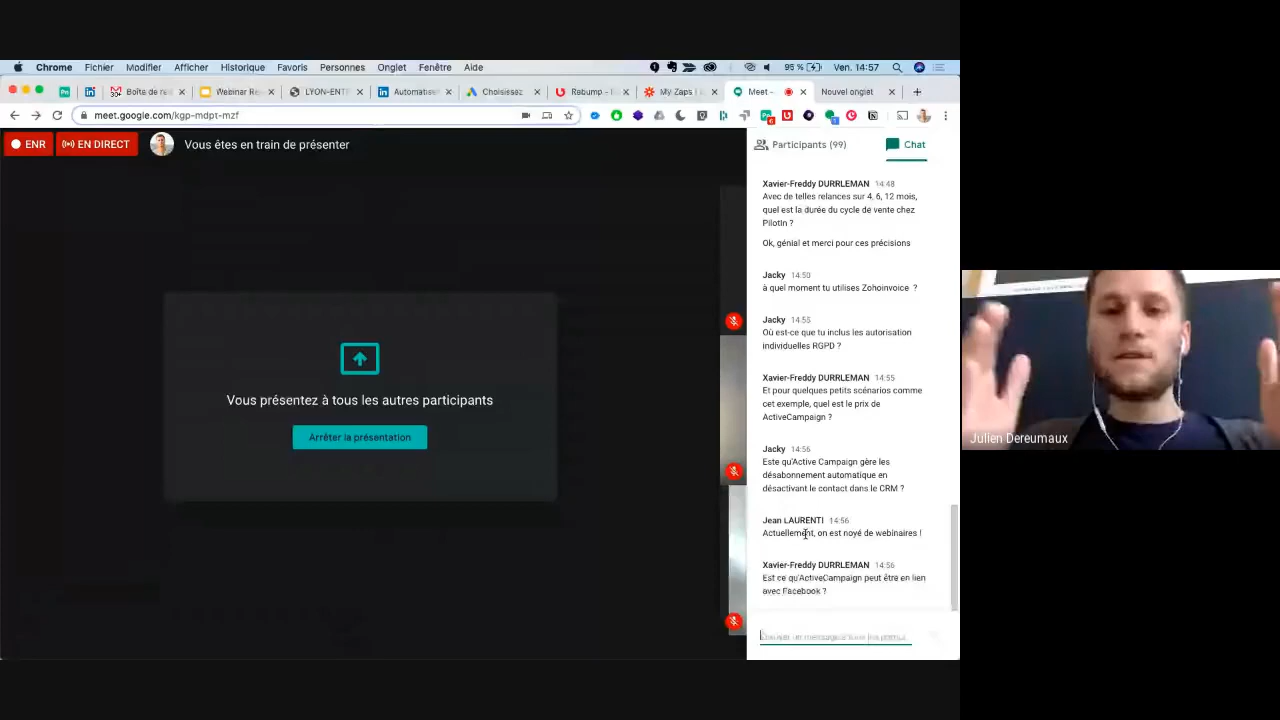 Chrome Fichier Modifier Afficher Historique Favoris Personnes Onglet Fenêtre Aide 95 % Ven. 14:57
Boîte de ré Webinar Re LYON-ENT Automatis Choisissez Rebump - My Zaps Meet - Nouvel onglet
meet.google.com/kgp-mdpt-mzf
ENR EN DIRECT Vous êtes en train de présenter
Participants (99) Chat
Xavier-Freddy DURRLEMAN 14:48
Avec de telles relances sur 4, 6, 12 mois,
quel est la durée du cycle de vente chez
PilotIn ?
Ok, génial et merci pour ces précisions
Jacky 14:50
à quel moment tu utilises Zohoinvoice ?
Jacky 14:55
Où est-ce que tu inclus les autorisation
individuelles RGPD ?
Xavier-Freddy DURRLEMAN 14:55
Et pour quelques petits scénarios comme
cet exemple, quel est le prix de
ActiveCampaign ?
Jacky 14:56
Este qu'Active Campaign gère les
désabonnement automatique en
désactivant le contact dans le CRM ?
Jean LAURENTI 14:56
Actuellement, on est noyé de webinaires !
Xavier-Freddy DURRLEMAN 14:56
Est ce qu'ActiveCampaign peut être en lien
avec Facebook ?
Vous présentez à tous les autres participants
Arrêter la présentation
Julien Dereumaux